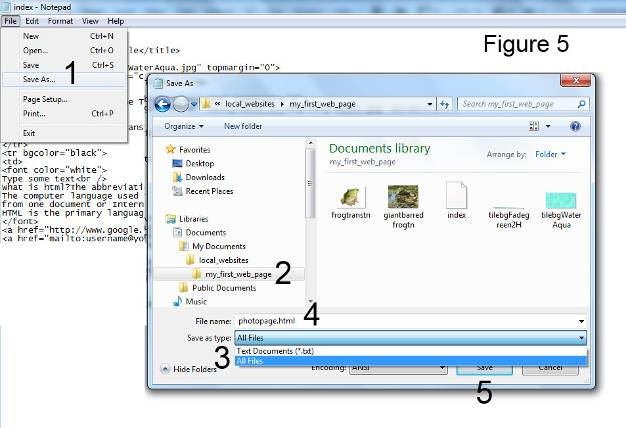 index - Notepad
File Edit Format View Help
New Ctrl+N
Open... Ctrl+O
Save Ctrl+S
Save As...
Page Setup...
Print... Ctrl+P
Exit
1
Figure 5
le</title>
WaterAqua.jpg" topmargin="0">
="c
e T
ans
</tr>
<tr bgcolor="black">
<td>
<font color="white">
Type some text<br />
What is html?The abbreviati
The computer language used
from one document or Intern
HTML is the primary languag
</font>
<a href="http://www.google.
<a href="mailto:username@yo
Save As
« local_websites my_first_web_page
Search my_first_web_page
Organize New folder
Favorites
Desktop
Downloads
Recent Places
Libraries
Documents
My Documents
local_websites
my_first_web_page
Public Documents
Music
2
Documents library
my_first_web_page
Arrange by: Folder
frogtranstn
giantbarred
frogtn
index
tilebgFadeg
reen2H
tilebgWater
Aqua
File name: photopage.html
4
Save as type: All Files
Text Documents (*.txt)
All Files
3
Hide Folders
Encoding: ANSI
Save
Cancel
5